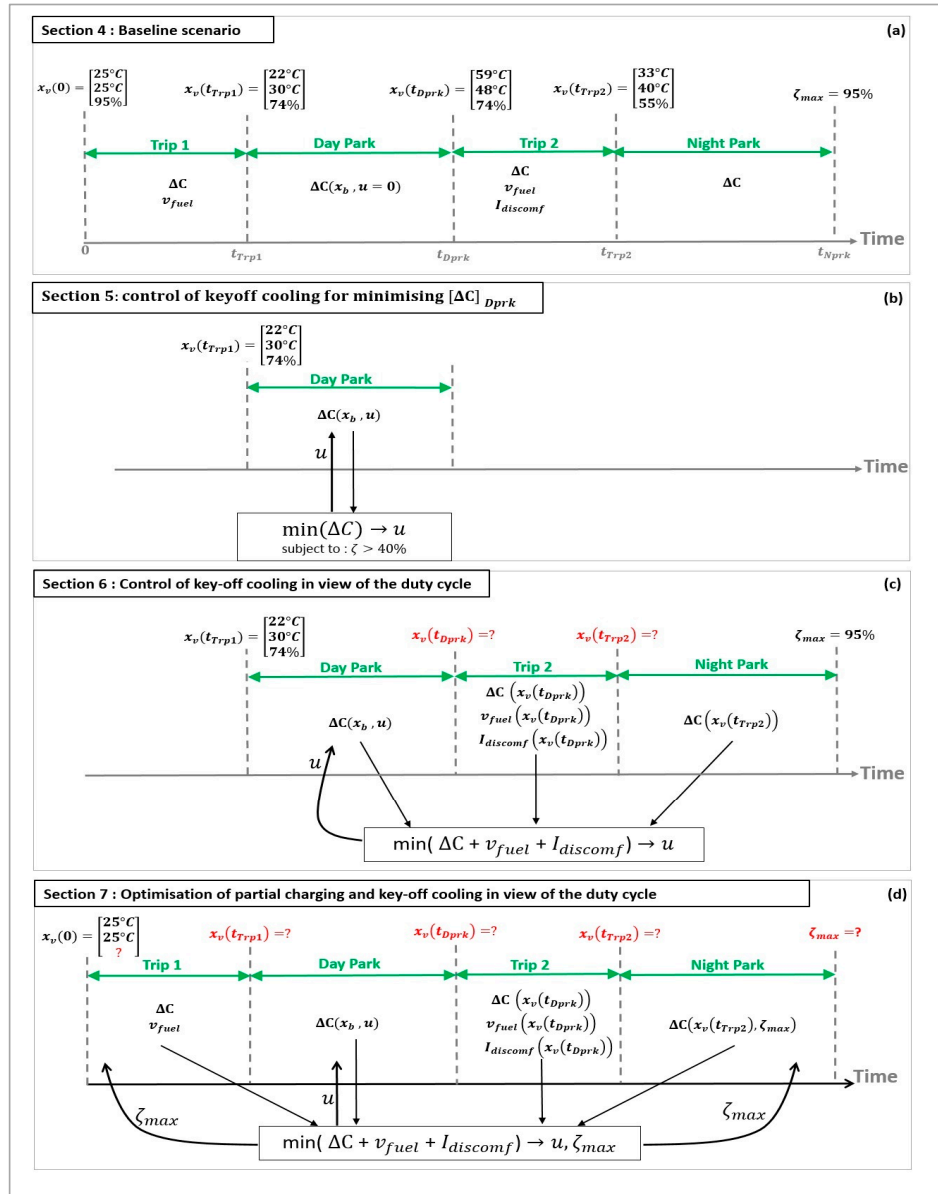 Section 4 : Baseline scenario
(a)
x_v(0) = [25°C 25°C 95%]
x_v(t_Trp1) = [22°C 30°C 74%]
x_v(t_Dprk) = [59°C 48°C 74%]
x_v(t_Trp2) = [33°C 40°C 55%]
ζ_max = 95%
Trip 1
Day Park
Trip 2
Night Park
ΔC
v_fuel
ΔC(x_b, u = 0)
ΔC
v_fuel
I_discomf
ΔC
Time
0
t_Trp1
t_Dprk
t_Trp2
t_Nprk
Section 5: control of keyoff cooling for minimising [ΔC]_Dprk
(b)
x_v(t_Trp1) = [22°C 30°C 74%]
Day Park
ΔC(x_b, u)
u
Time
min(ΔC) → u
subject to : ζ > 40%
Section 6 : Control of key-off cooling in view of the duty cycle
(c)
x_v(t_Trp1) = [22°C 30°C 74%]
x_v(t_Dprk) =?
x_v(t_Trp2) =?
ζ_max = 95%
Day Park
Trip 2
Night Park
ΔC(x_b, u)
ΔC (x_v(t_Dprk))
v_fuel (x_v(t_Dprk))
I_discomf (x_v(t_Dprk))
ΔC (x_v(t_Trp2))
u
Time
min( ΔC + v_fuel + I_discomf) → u
Section 7 : Optimisation of partial charging and key-off cooling in view of the duty cycle
(d)
x_v(0) = [25°C 25°C ?]
x_v(t_Trp1) =?
x_v(t_Dprk) =?
x_v(t_Trp2) =?
ζ_max =?
Trip 1
Day Park
Trip 2
Night Park
ΔC
v_fuel
ΔC(x_b, u)
ΔC (x_v(t_Dprk))
v_fuel (x_v(t_Dprk))
I_discomf (x_v(t_Dprk))
ΔC(x_v(t_Trp2), ζ_max)
Time
ζ_max
u
ζ_max
min( ΔC + v_fuel + I_discomf) → u, ζ_max